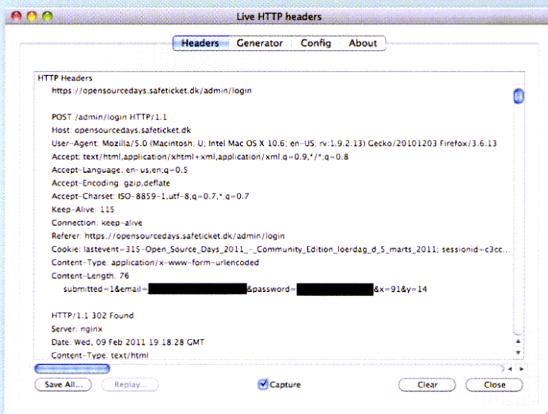 Live HTTP headers
Headers Generator Config About
HTTP Headers
https://opensourcedays.safeticket.dk/admin/login
POST /admin/login HTTP/1.1
Host: opensourcedays.safeticket.dk
User-Agent: Mozilla/5.0 (Macintosh; U; Intel Mac OS X 10.6; en-US; rv:1.9.2.13) Gecko/20101203 Firefox/3.6.13
Accept: text/html,application/xhtml+xml,application/xml;q=0.9,*/*;q=0.8
Accept-Language: en-us,en;q=0.5
Accept-Encoding: gzip,deflate
Accept-Charset: ISO-8859-1,utf-8;q=0.7,*;q=0.7
Keep-Alive: 115
Connection: keep-alive
Referer: https://opensourcedays.safeticket.dk/admin/login
Cookie: lastevent=315-Open_Source_Days_2011_-_Community_Edition_loerdag_d_5_marts_2011; sessionid=c3cc...
Content-Type: application/x-www-form-urlencoded
Content-Length: 76
submitted=1&email= &password= &x=91&y=14
HTTP/1.1 302 Found
Server: nginx
Date: Wed, 09 Feb 2011 19:18:28 GMT
Content-Type: text/html
Save All... Replay... Capture Clear Close